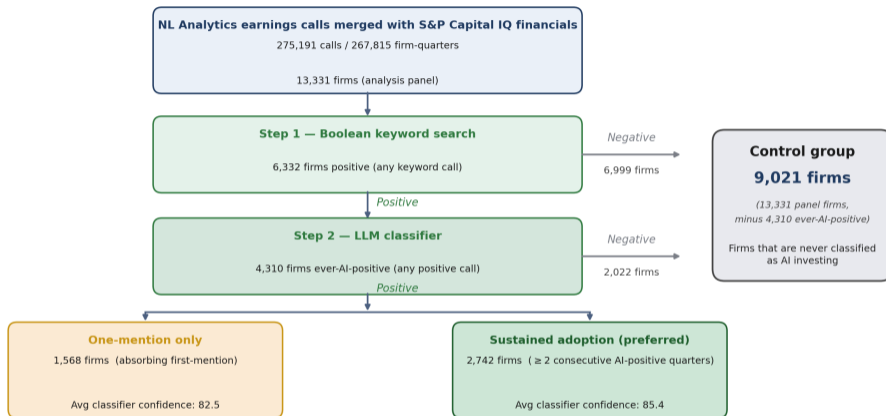 NL Analytics earnings calls merged with S&P Capital IQ financials
275,191 calls / 267,815 firm-quarters
13,331 firms (analysis panel)
Step 1 — Boolean keyword search
6,332 firms positive (any keyword call)
Negative
6,999 firms
Positive
Step 2 — LLM classifier
4,310 firms ever-AI-positive (any positive call)
Positive
Negative
2,022 firms
Control group
9,021 firms
(13,331 panel firms,
minus 4,310 ever-AI-positive)
Firms that are never classified
as AI investing
One-mention only
1,568 firms (absorbing first-mention)
Avg classifier confidence: 82.5
Sustained adoption (preferred)
2,742 firms ( ≥ 2 consecutive AI-positive quarters)
Avg classifier confidence: 85.4